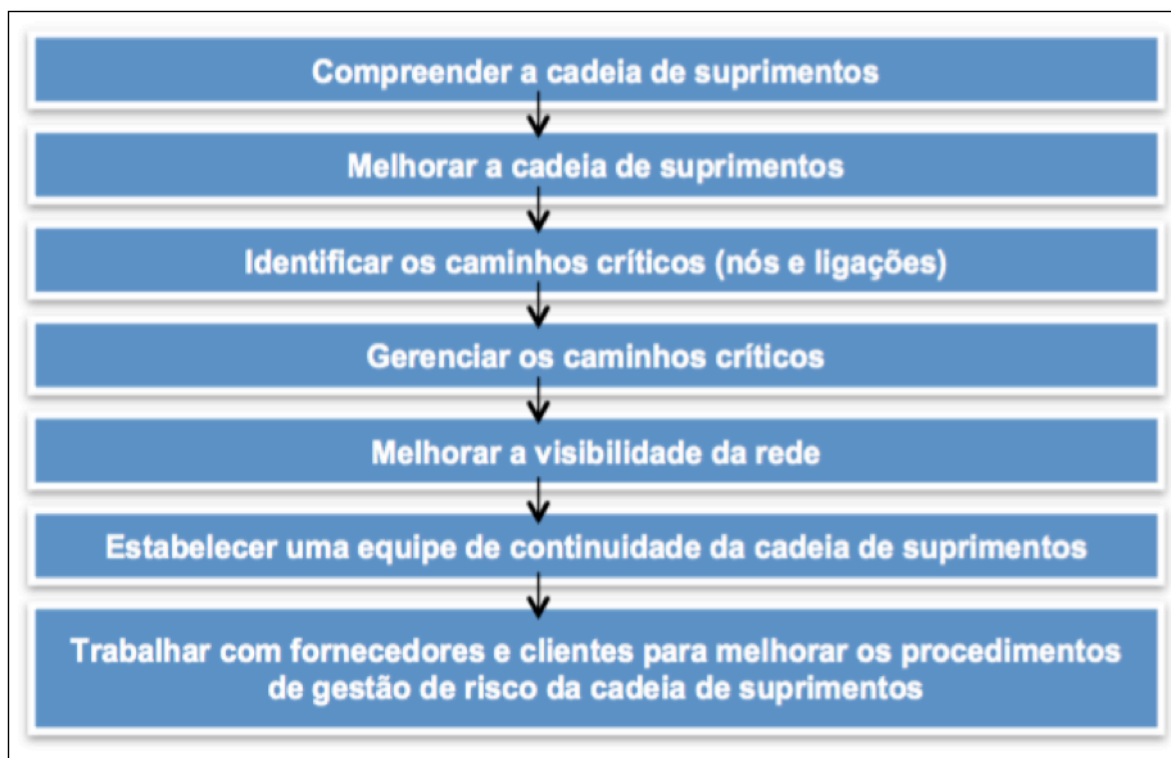 Compreender a cadeia de suprimentos
Melhorar a cadeia de suprimentos
Identificar os caminhos críticos (nós e ligações)
Gerenciar os caminhos críticos
Melhorar a visibilidade da rede
Estabelecer uma equipe de continuidade da cadeia de suprimentos
Trabalhar com fornecedores e clientes para melhorar os procedimentos
de gestão de risco da cadeia de suprimentos